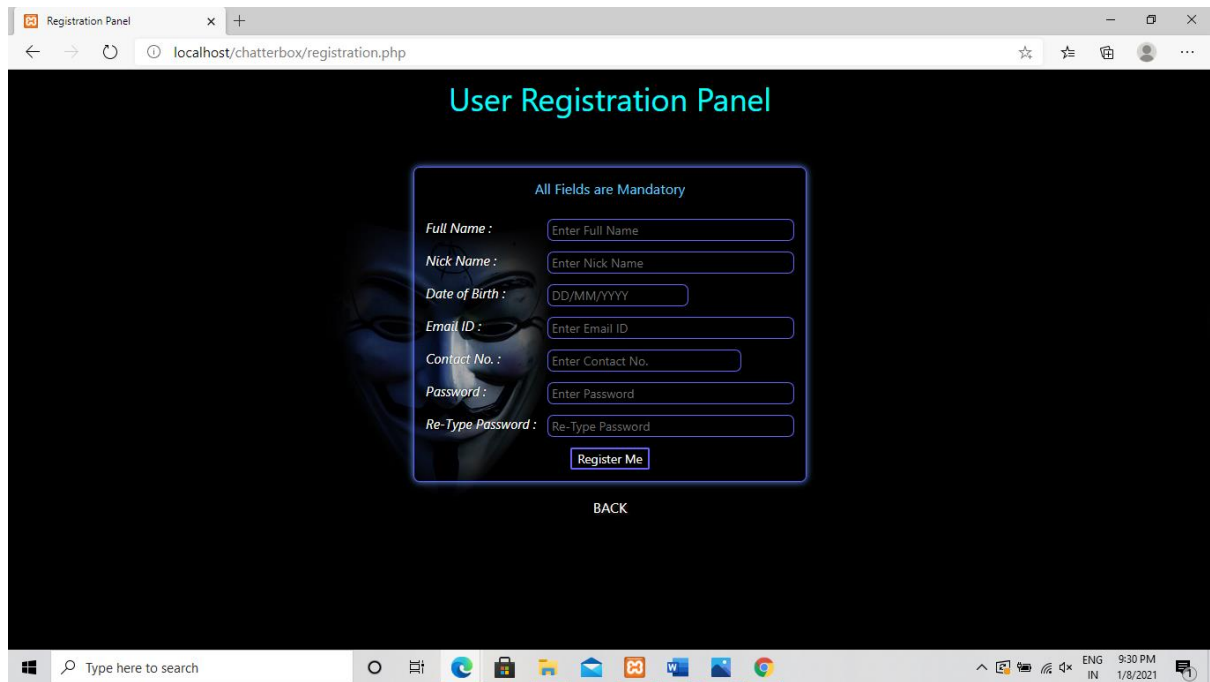 Registration Panel
localhost/chatterbox/registration.php
User Registration Panel
All Fields are Mandatory
Full Name : Enter Full Name
Nick Name : Enter Nick Name
Date of Birth : DD/MM/YYYY
Email ID : Enter Email ID
Contact No. : Enter Contact No.
Password : Enter Password
Re-Type Password : Re-Type Password
Register Me
BACK
Type here to search
ENG 9:30 PM
IN 1/8/2021
1